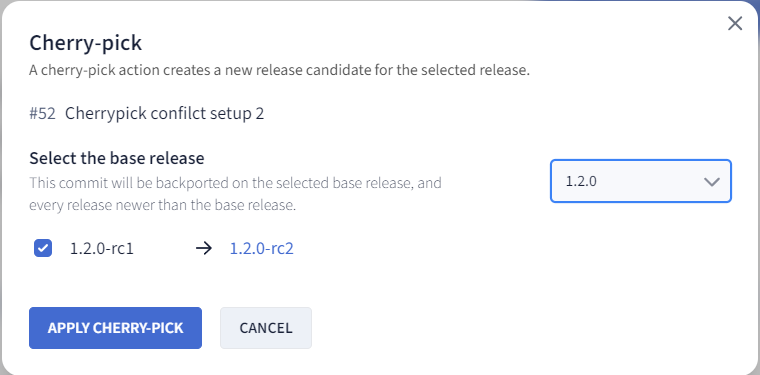 Cherry-pick
A cherry-pick action creates a new release candidate for the selected release.
#52 Cherrypick confilct setup 2
Select the base release
This commit will be backported on the selected base release, and
every release newer than the base release.
1.2.0
1.2.0-rc1 → 1.2.0-rc2
APPLY CHERRY-PICK CANCEL